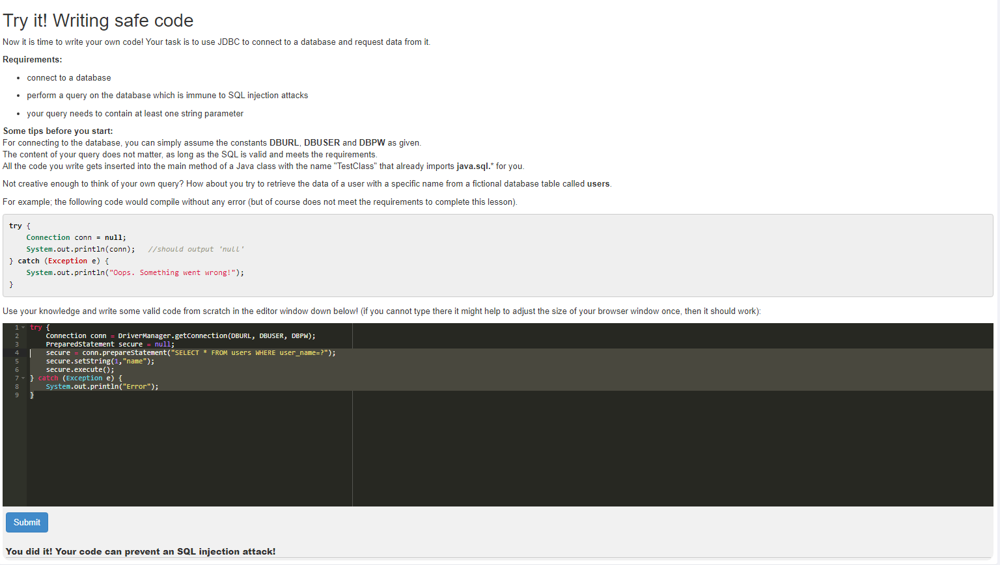 Try it! Writing safe code
Now it is time to write your own code! Your task is to use JDBC to connect to a database and request data from it.
Requirements:
• connect to a database
• perform a query on the database which is immune to SQL injection attacks
• your query needs to contain at least one string parameter
Some tips before you start:
For connecting to the database, you can simply assume the constants DBURL, DBUSER and DBPW as given.
The content of your query does not matter, as long as the SQL is valid and meets the requirements.
All the code you write gets inserted into the main method of a Java class with the name "TestClass" that already imports java.sql.* for you.
Not creative enough to think of your own query? How about you try to retrieve the data of a user with a specific name from a fictional database table called users.
For example; the following code would compile without any error (but of course does not meet the requirements to complete this lesson).
try {
    Connection conn = null;
    System.out.println(conn);   //should output 'null'
} catch (Exception e) {
    System.out.println("Oops. Something went wrong!");
}
Use your knowledge and write some valid code from scratch in the editor window down below! (if you cannot type there it might help to adjust the size of your browser window once, then it should work):
1 try {
2     Connection conn = DriverManager.getConnection(DBURL, DBUSER, DBPW);
3     PreparedStatement secure = null;
4     secure = conn.prepareStatement("SELECT * FROM users WHERE user_name=?");
5     secure.setString(1,"name");
6     secure.execute();
7 } catch (Exception e) {
8     System.out.println("Error");
9 }
Submit
You did it! Your code can prevent an SQL injection attack!